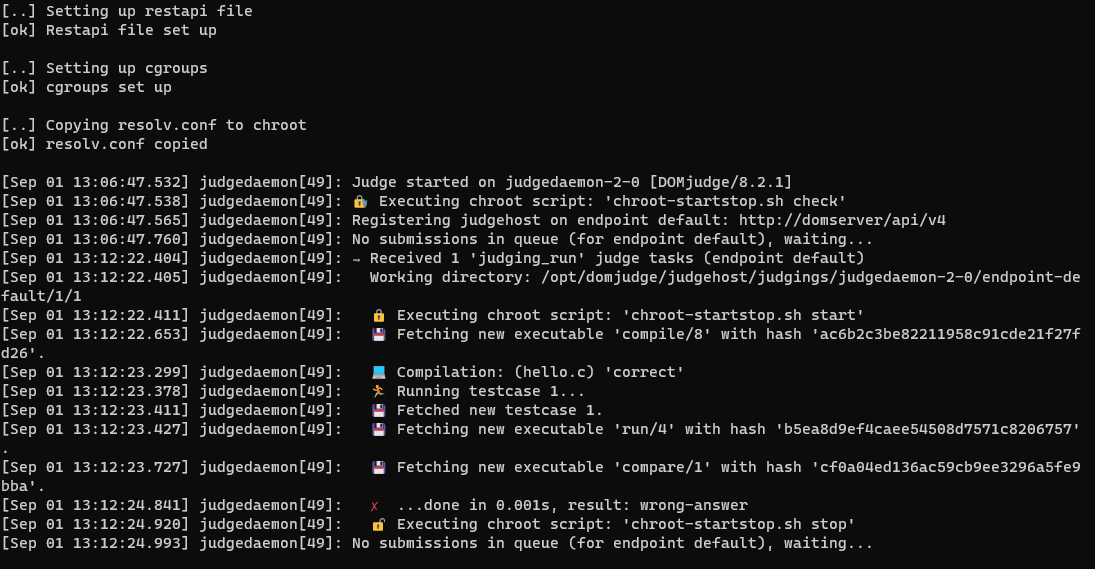 [..] Setting up restapi file
[ok] Restapi file set up
[..] Setting up cgroups
[ok] cgroups set up
[..] Copying resolv.conf to chroot
[ok] resolv.conf copied
[Sep 01 13:06:47.532] judgedaemon[49]: Judge started on judgedaemon-2-0 [DOMjudge/8.2.1]
[Sep 01 13:06:47.538] judgedaemon[49]: 🔐 Executing chroot script: 'chroot-startstop.sh check'
[Sep 01 13:06:47.565] judgedaemon[49]: Registering judgehost on endpoint default: http://domserver/api/v4
[Sep 01 13:06:47.760] judgedaemon[49]: No submissions in queue (for endpoint default), waiting...
[Sep 01 13:12:22.404] judgedaemon[49]: → Received 1 'judging_run' judge tasks (endpoint default)
[Sep 01 13:12:22.405] judgedaemon[49]:   Working directory: /opt/domjudge/judgehost/judgings/judgedaemon-2-0/endpoint-de
fault/1/1
[Sep 01 13:12:22.411] judgedaemon[49]:   🔒 Executing chroot script: 'chroot-startstop.sh start'
[Sep 01 13:12:22.653] judgedaemon[49]:   💾 Fetching new executable 'compile/8' with hash 'ac6b2c3be82211958c91cde21f27f
d26'.
[Sep 01 13:12:23.299] judgedaemon[49]:   💻 Compilation: (hello.c) 'correct'
[Sep 01 13:12:23.378] judgedaemon[49]:   🏃 Running testcase 1...
[Sep 01 13:12:23.411] judgedaemon[49]:   💾 Fetched new testcase 1.
[Sep 01 13:12:23.427] judgedaemon[49]:   💾 Fetching new executable 'run/4' with hash 'b5ea8d9ef4caee54508d7571c8206757'
.
[Sep 01 13:12:23.727] judgedaemon[49]:   💾 Fetching new executable 'compare/1' with hash 'cf0a04ed136ac59cb9ee3296a5fe9
bba'.
[Sep 01 13:12:24.841] judgedaemon[49]:   ✗  ...done in 0.001s, result: wrong-answer
[Sep 01 13:12:24.920] judgedaemon[49]:   🔓 Executing chroot script: 'chroot-startstop.sh stop'
[Sep 01 13:12:24.993] judgedaemon[49]: No submissions in queue (for endpoint default), waiting...